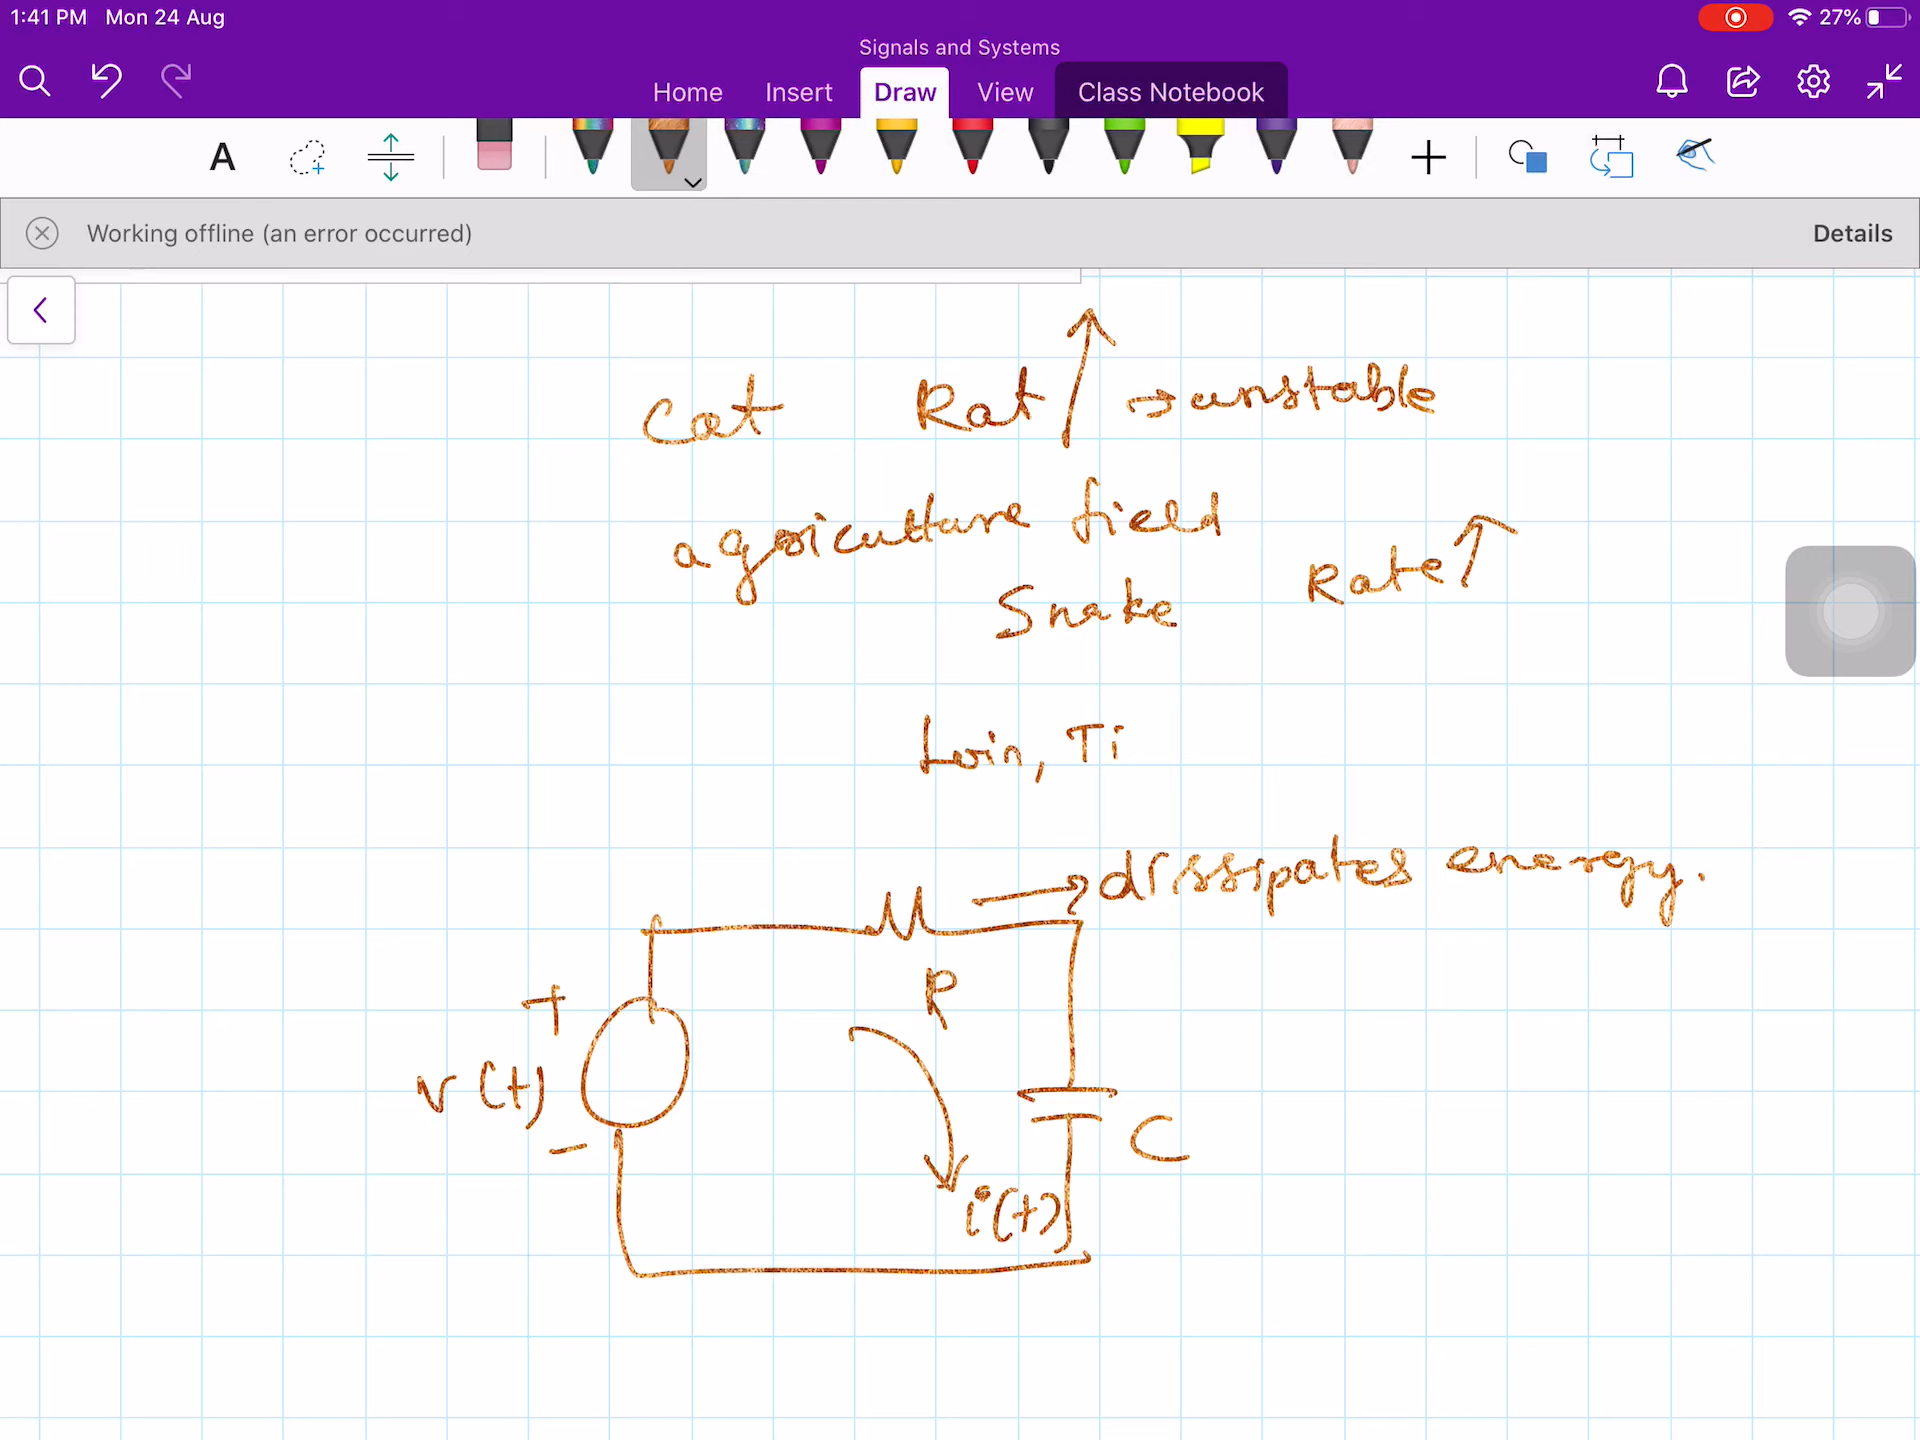 1:41 PM Mon 24 Aug
27%
Signals and Systems
Home Insert Draw View Class Notebook
A
Working offline (an error occurred) Details
Cat Rat ↑ → unstable
agriculture field
Snake Rate ↑
Loin, Ti
→ dissipates energy.
R
+
v(t)
-
C
i(t)